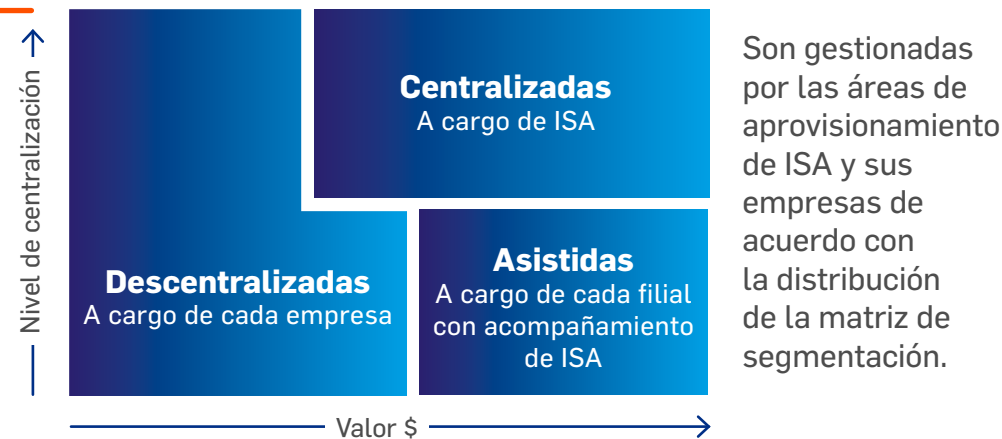 Nivel de centralización
Centralizadas
A cargo de ISA
Descentralizadas
A cargo de cada empresa
Asistidas
A cargo de cada filial
con acompañamiento
de ISA
Valor $
Son gestionadas
por las áreas de
aprovisionamiento
de ISA y sus
empresas de
acuerdo con
la distribución
de la matriz de
segmentación.